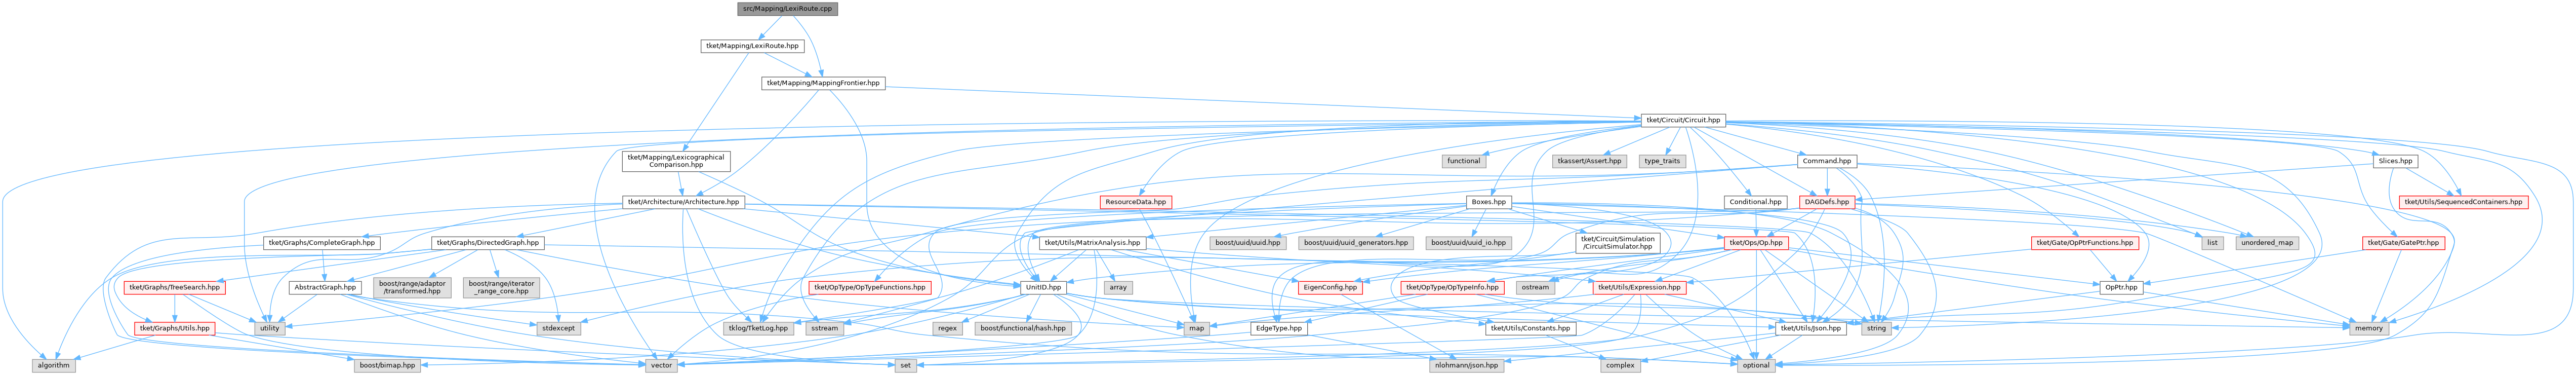 src/Mapping/LexiRoute.cpp
tket/Mapping/LexiRoute.hpp
tket/Mapping/MappingFrontier.hpp
tket/Circuit/Circuit.hpp
tket/Mapping/Lexicographical
Comparison.hpp
functional
tkassert/Assert.hpp
type_traits
Command.hpp
Slices.hpp
tket/Architecture/Architecture.hpp
ResourceData.hpp
Boxes.hpp
Conditional.hpp
DAGDefs.hpp
tket/Utils/SequencedContainers.hpp
tket/Graphs/CompleteGraph.hpp
tket/Graphs/DirectedGraph.hpp
tket/Utils/MatrixAnalysis.hpp
boost/uuid/uuid.hpp
boost/uuid/uuid_generators.hpp
boost/uuid/uuid_io.hpp
tket/Circuit/Simulation
/CircuitSimulator.hpp
tket/Ops/Op.hpp
tket/Gate/OpPtrFunctions.hpp
list
unordered_map
tket/Gate/GatePtr.hpp
tket/Graphs/TreeSearch.hpp
AbstractGraph.hpp
boost/range/adaptor
/transformed.hpp
boost/range/iterator
_range_core.hpp
tket/OpType/OpTypeFunctions.hpp
UnitID.hpp
array
EigenConfig.hpp
tket/OpType/OpTypeInfo.hpp
ostream
tket/Utils/Expression.hpp
OpPtr.hpp
tket/Graphs/Utils.hpp
utility
stdexcept
tklog/TketLog.hpp
sstream
regex
boost/functional/hash.hpp
map
EdgeType.hpp
tket/Utils/Constants.hpp
tket/Utils/Json.hpp
string
memory
algorithm
boost/bimap.hpp
vector
set
nlohmann/json.hpp
complex
optional